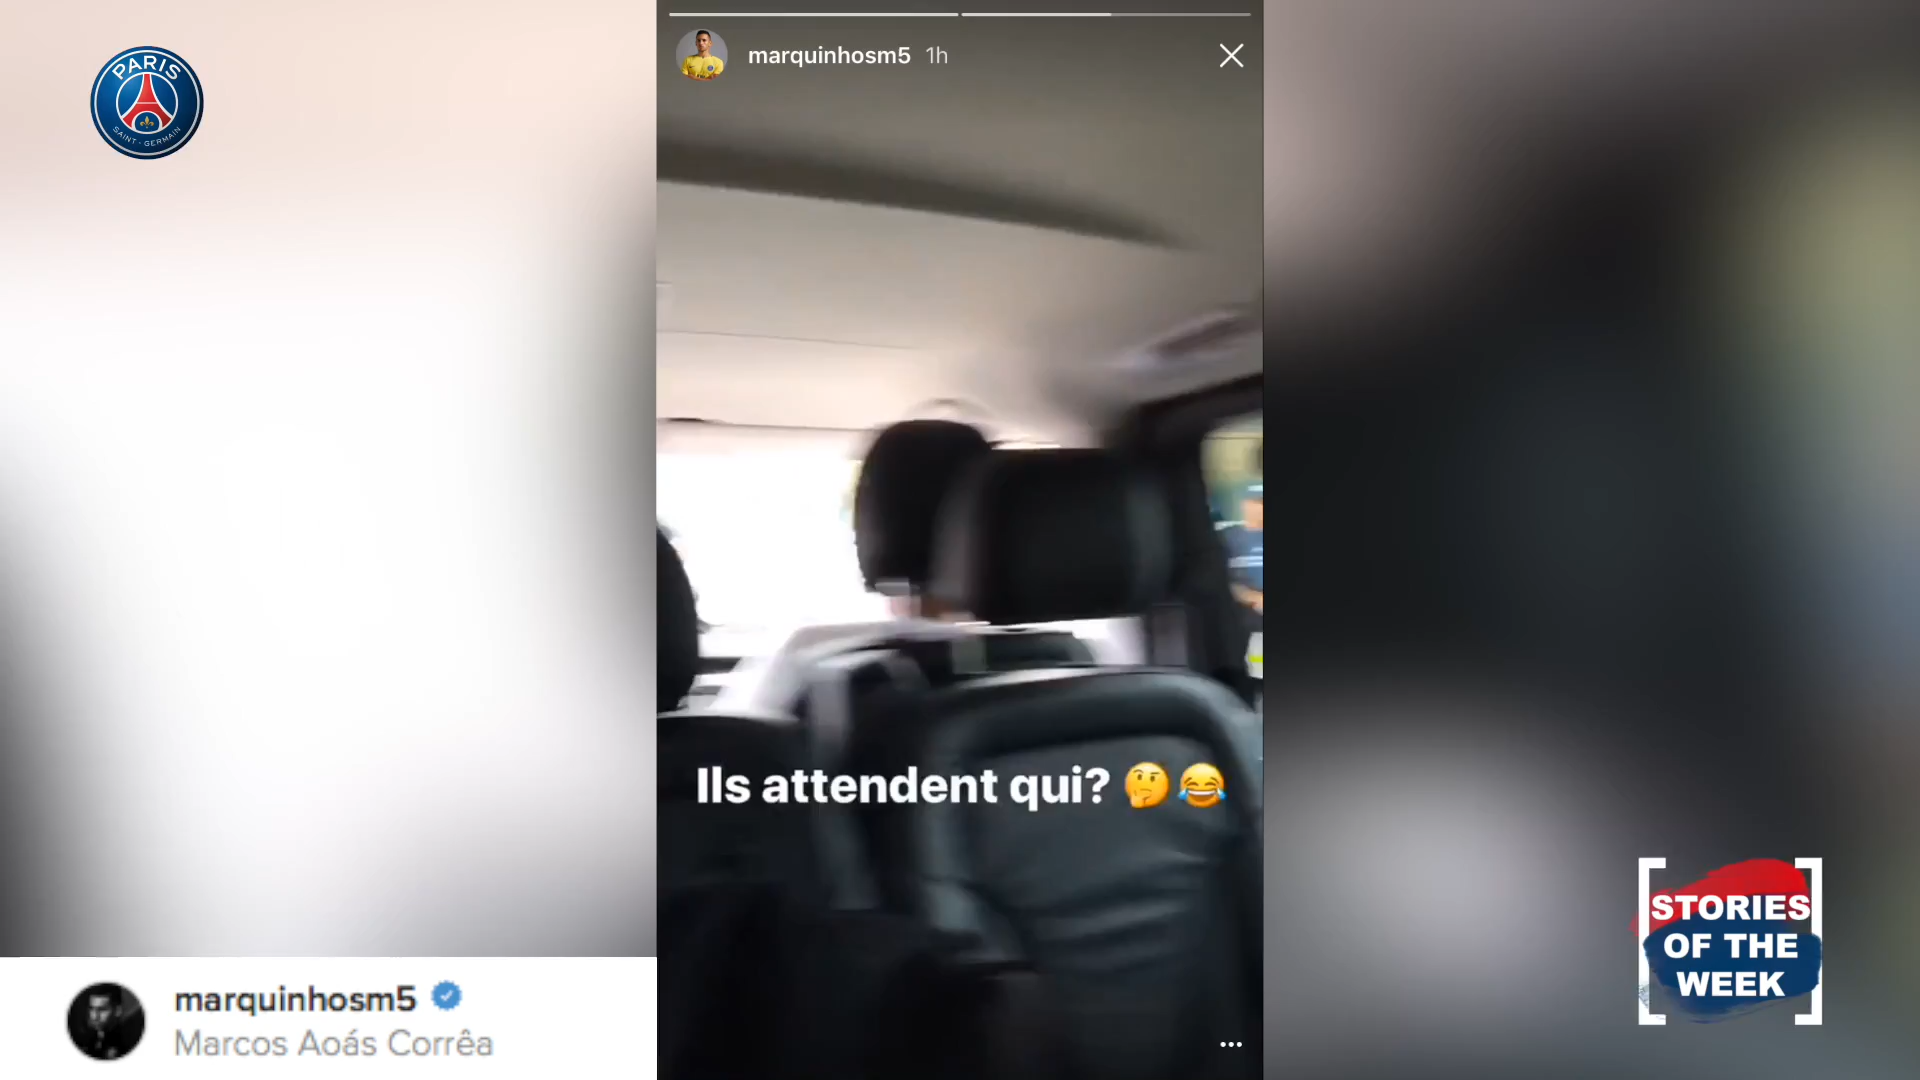 PARIS
SAINT-GERMAIN
marquinhosm5 1h
Ils attendent qui? 🤔😂
marquinhosm5
Marcos Aoás Corrêa
STORIES
OF THE
WEEK